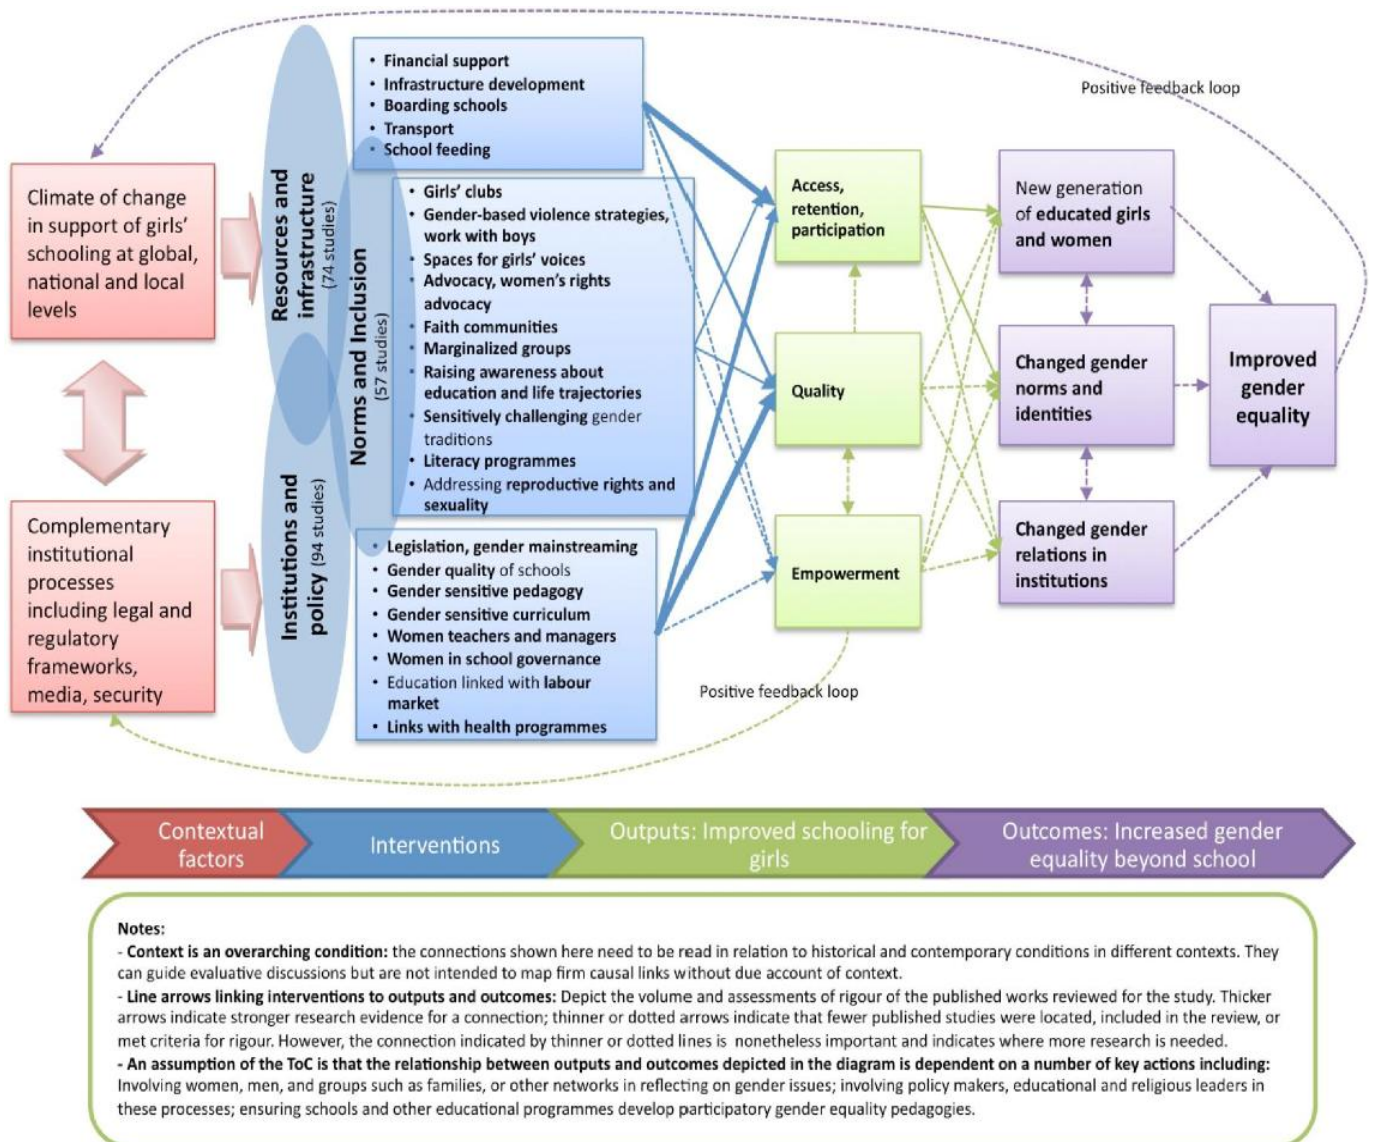 Positive feedback loop
Climate of change
in support of girls’
schooling at global,
national and local
levels
Complementary
institutional
processes
including legal and
regulatory
frameworks,
media, security
Resources and
infrastructure
(74 studies)
Norms and Inclusion
(57 studies)
Institutions and
policy (94 studies)
• Financial support
• Infrastructure development
• Boarding schools
• Transport
• School feeding
• Girls’ clubs
• Gender-based violence strategies,
work with boys
• Spaces for girls’ voices
• Advocacy, women’s rights
advocacy
• Faith communities
• Marginalized groups
• Raising awareness about
education and life trajectories
• Sensitively challenging gender
traditions
• Literacy programmes
• Addressing reproductive rights and
sexuality
• Legislation, gender mainstreaming
• Gender quality of schools
• Gender sensitive pedagogy
• Gender sensitive curriculum
• Women teachers and managers
• Women in school governance
• Education linked with labour
market
• Links with health programmes
Access,
retention,
participation
Quality
Empowerment
New generation
of educated girls
and women
Changed gender
norms and
identities
Changed gender
relations in
institutions
Improved
gender
equality
Positive feedback loop
Contextual
factors
Interventions
Outputs: Improved schooling for
girls
Outcomes: Increased gender
equality beyond school
Notes:
- Context is an overarching condition: the connections shown here need to be read in relation to historical and contemporary conditions in different contexts. They
can guide evaluative discussions but are not intended to map firm causal links without due account of context.
- Line arrows linking interventions to outputs and outcomes: Depict the volume and assessments of rigour of the published works reviewed for the study. Thicker
arrows indicate stronger research evidence for a connection; thinner or dotted arrows indicate that fewer published studies were located, included in the review, or
met criteria for rigour. However, the connection indicated by thinner or dotted lines is nonetheless important and indicates where more research is needed.
- An assumption of the ToC is that the relationship between outputs and outcomes depicted in the diagram is dependent on a number of key actions including:
Involving women, men, and groups such as families, or other networks in reflecting on gender issues; involving policy makers, educational and religious leaders in
these processes; ensuring schools and other educational programmes develop participatory gender equality pedagogies.